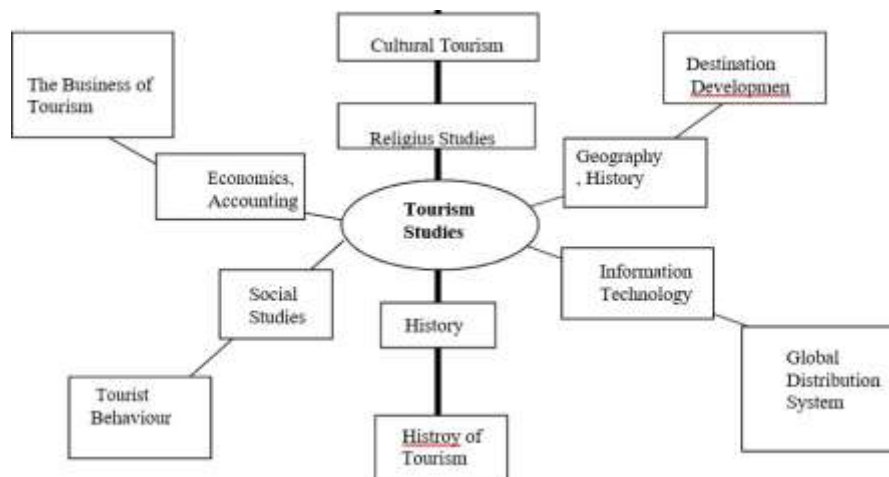 Cultural Tourism
The Business of
Tourism
Destination
Developmen
Religius Studies
Geography
, History
Economics,
Accounting
Tourism
Studies
Information
Technology
Social
Studies
History
Global
Distribution
System
Tourist
Behaviour
Histroy of
Tourism